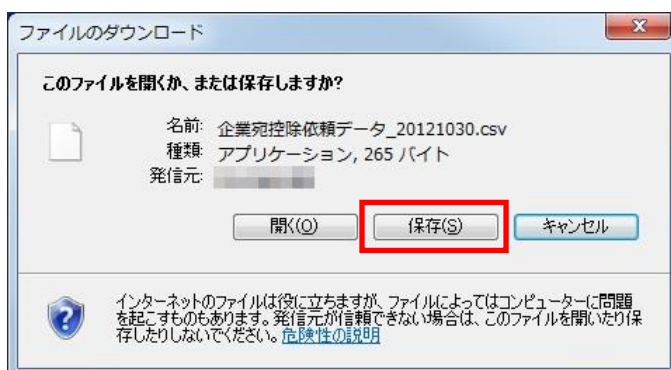 ファイルのダウンロード
このファイルを開くか、または保存しますか?
名前: 企業宛控除依頼データ_20121030.csv
種類: アプリケーション, 265 バイト
発信元:
開く(O) 保存(S) キャンセル
インターネットのファイルは役に立ちますが、ファイルによってはコンピューターに問題
を起こすものもあります。発信元が信頼できない場合は、このファイルを開いたり保
存したりしないでください。危険性の説明